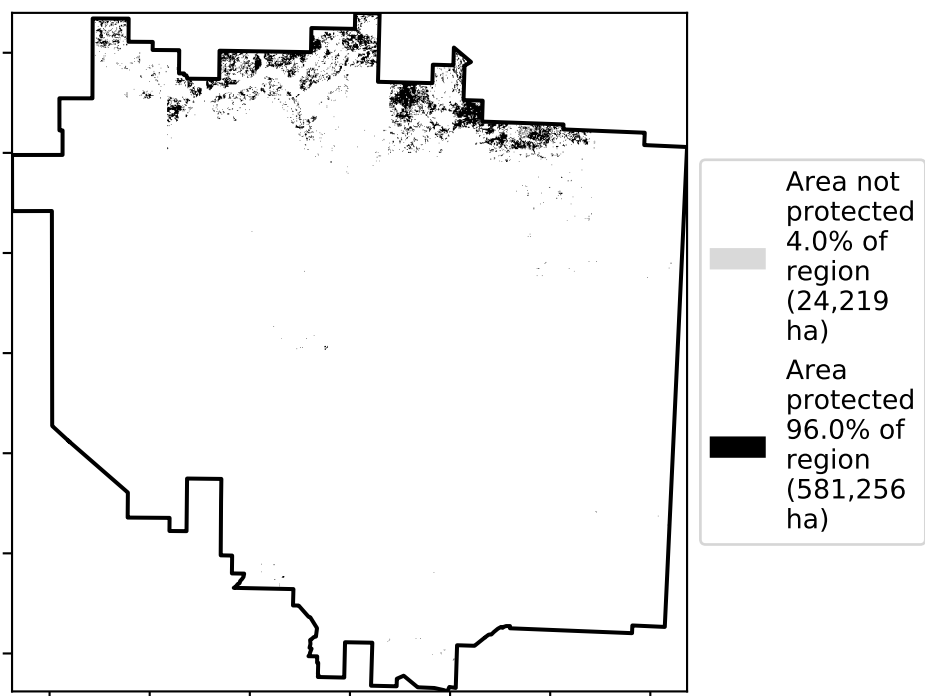 Area not
protected
4.0% of
region
(24,219
ha)
Area
protected
96.0% of
region
(581,256
ha)